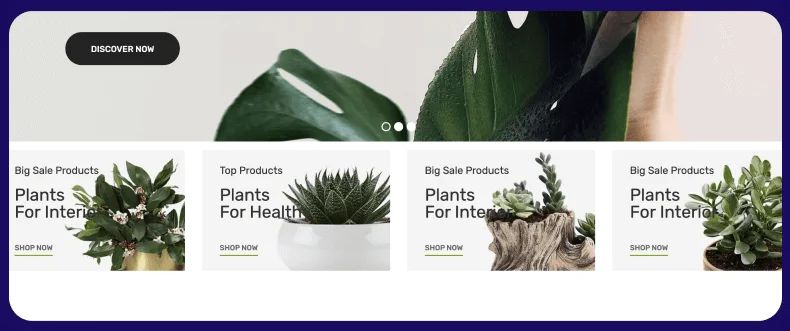 DISCOVER NOW
Big Sale Products
Plants
For Interior
SHOP NOW
Top Products
Plants
For Health
SHOP NOW
Big Sale Products
Plants
For Interior
SHOP NOW
Big Sale Products
Plants
For Interior
SHOP NOW